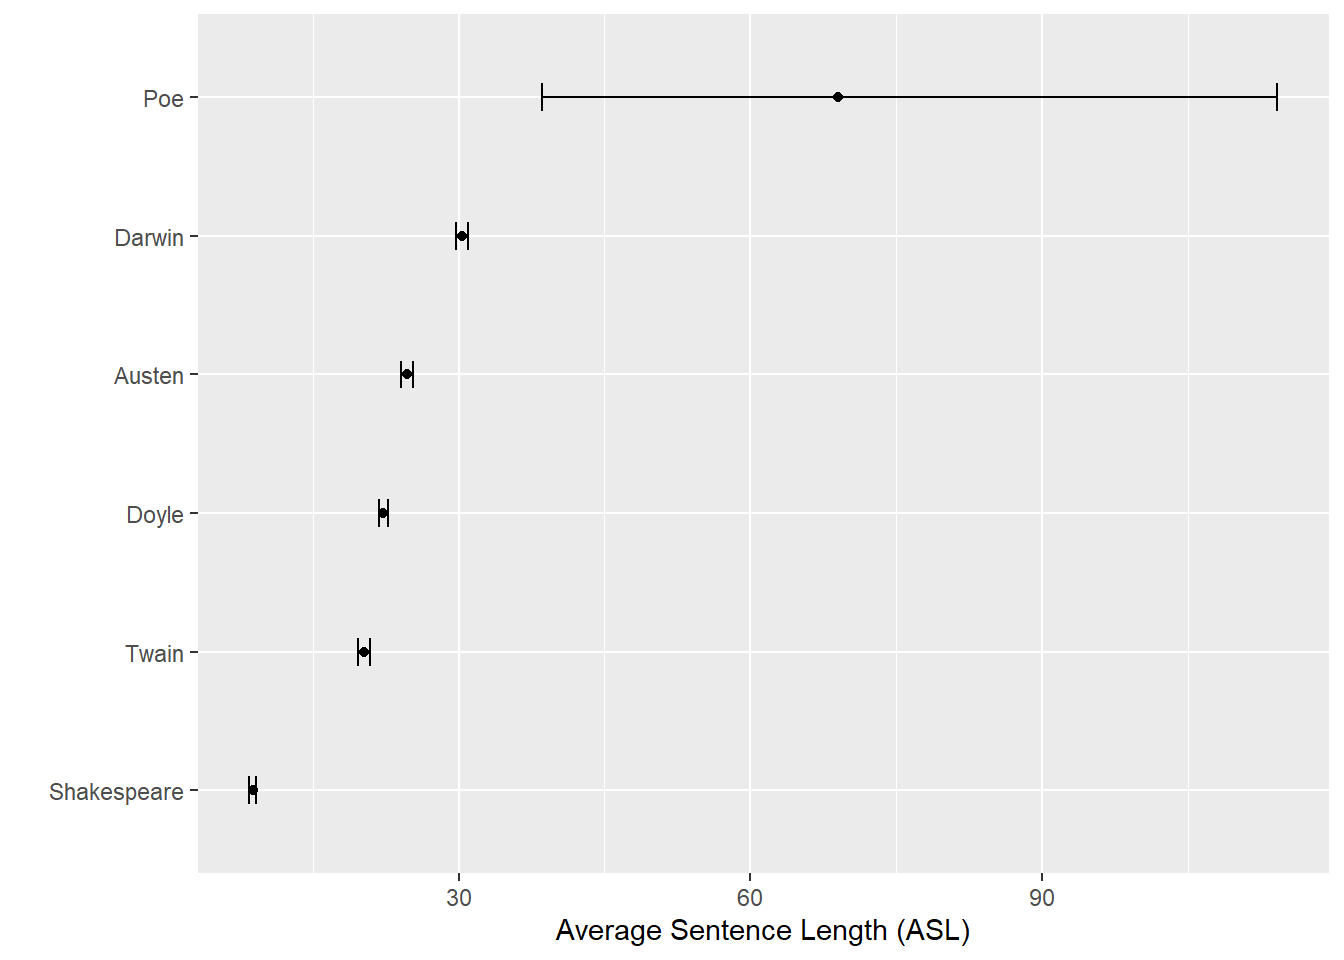 Poe
Darwin
Austen
Doyle
Twain
Shakespeare
30 60 90
Average Sentence Length (ASL)